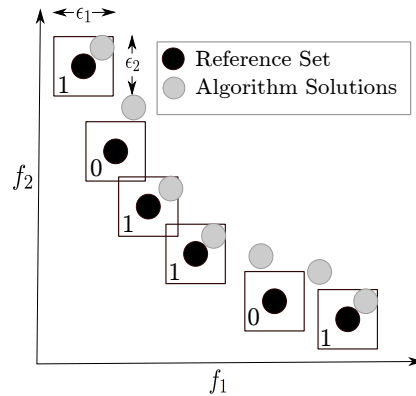 ϵ₁
ϵ₂
Reference Set
Algorithm Solutions
1
0
f₂
1
1
0
1
f₁